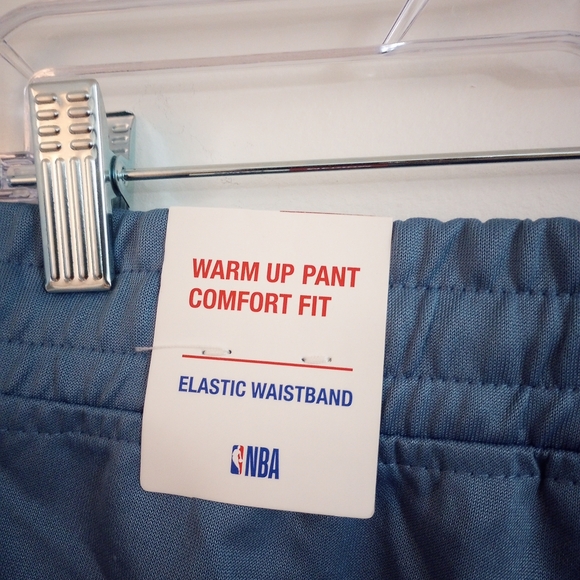 WARM UP PANT
COMFORT FIT
ELASTIC WAISTBAND
NBA